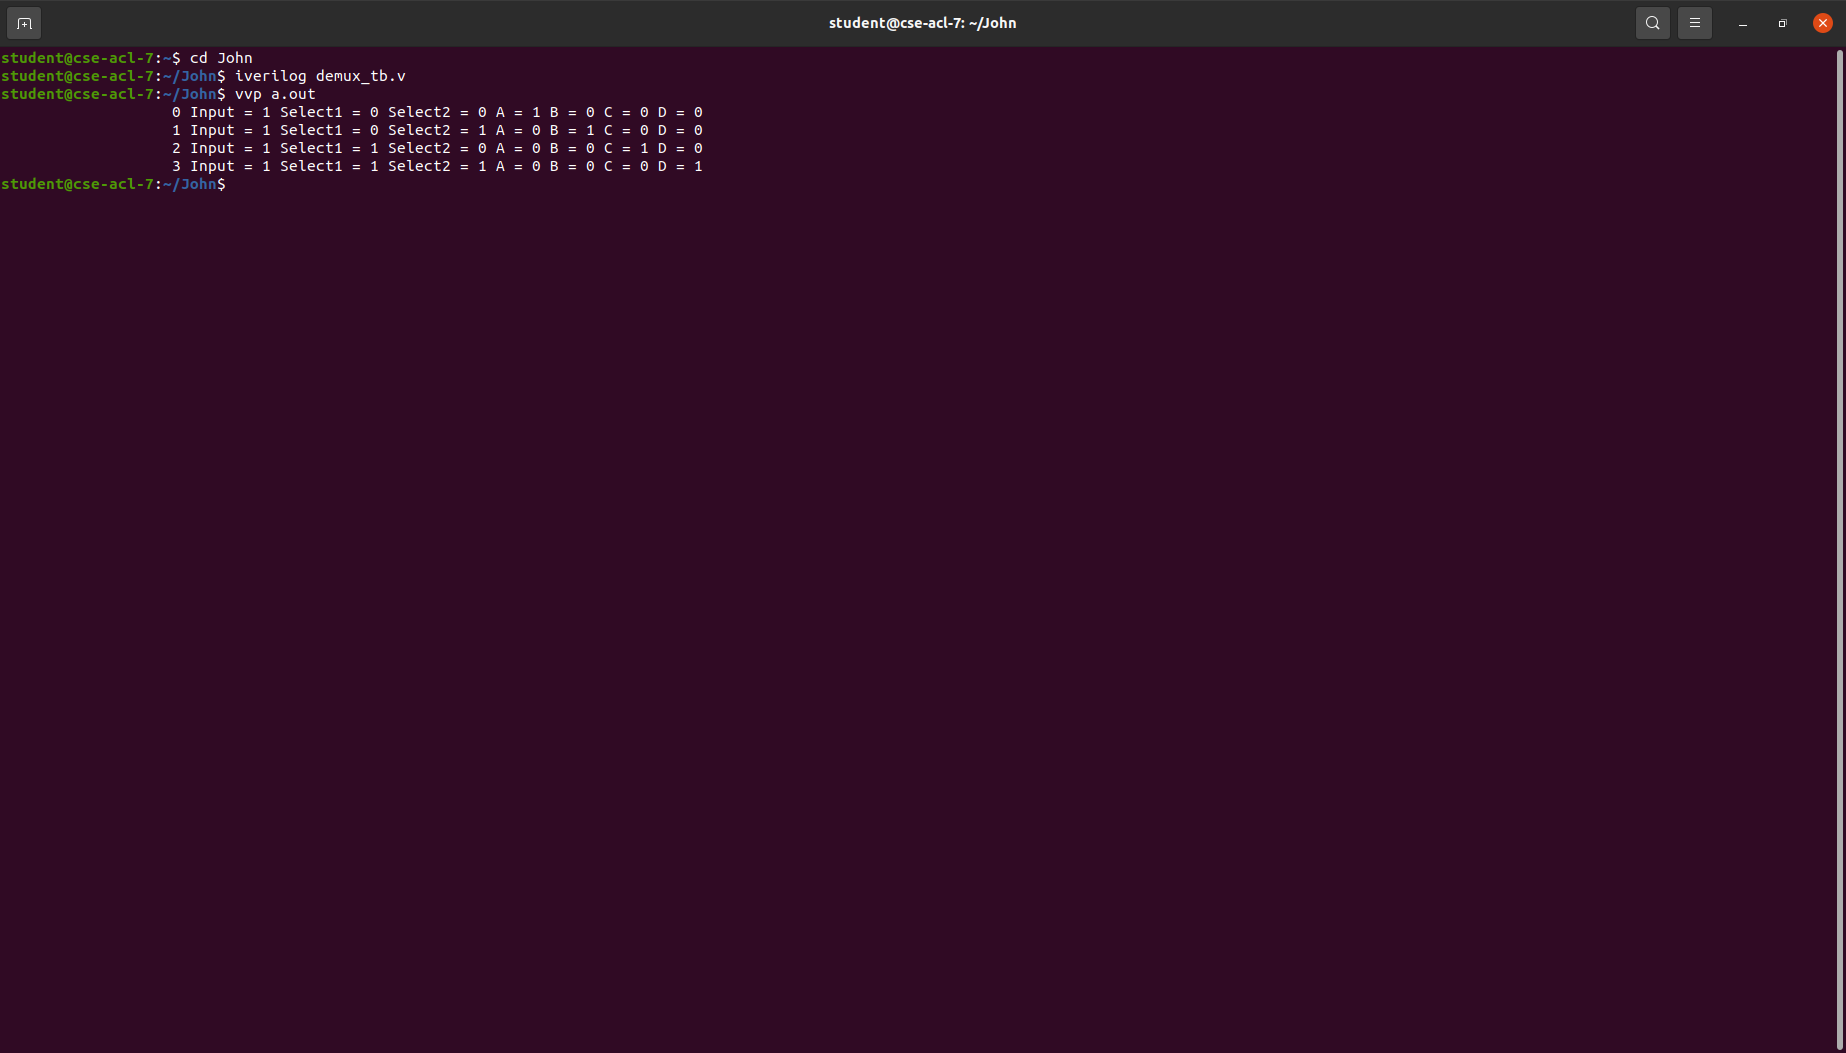 student@cse-acl-7: ~/John
student@cse-acl-7:~$ cd John
student@cse-acl-7:~/John$ iverilog demux_tb.v
student@cse-acl-7:~/John$ vvp a.out
                   0 Input = 1 Select1 = 0 Select2 = 0 A = 1 B = 0 C = 0 D = 0
                   1 Input = 1 Select1 = 0 Select2 = 1 A = 0 B = 1 C = 0 D = 0
                   2 Input = 1 Select1 = 1 Select2 = 0 A = 0 B = 0 C = 1 D = 0
                   3 Input = 1 Select1 = 1 Select2 = 1 A = 0 B = 0 C = 0 D = 1
student@cse-acl-7:~/John$